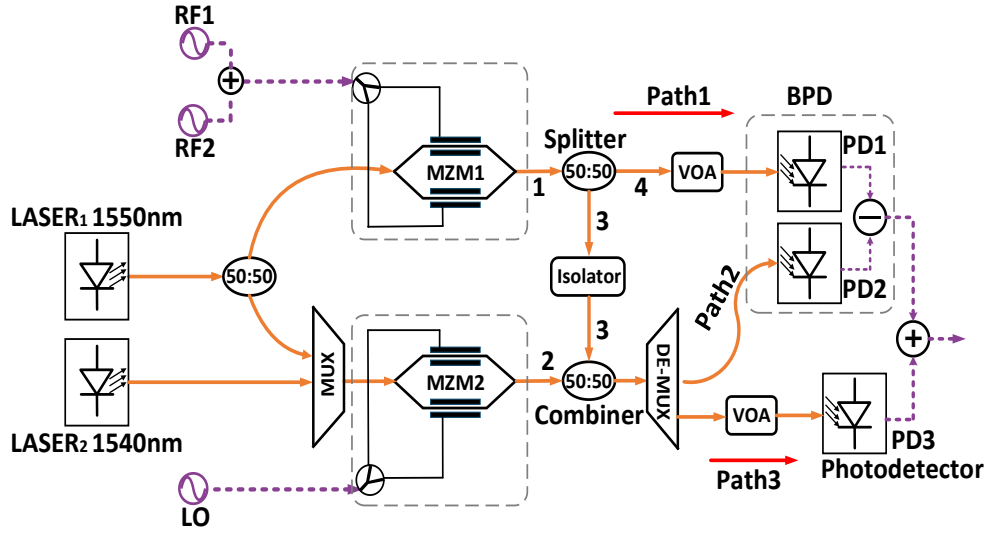 RF1
RF2
Path1
BPD
Splitter
PD1
MZM1
1
50:50
4
VOA
LASER₁ 1550nm
3
50:50
Isolator
Path2
PD2
3
MUX
MZM2
2
50:50
DE-MUX
Combiner
VOA
LASER₂ 1540nm
PD3
Photodetector
Path3
LO